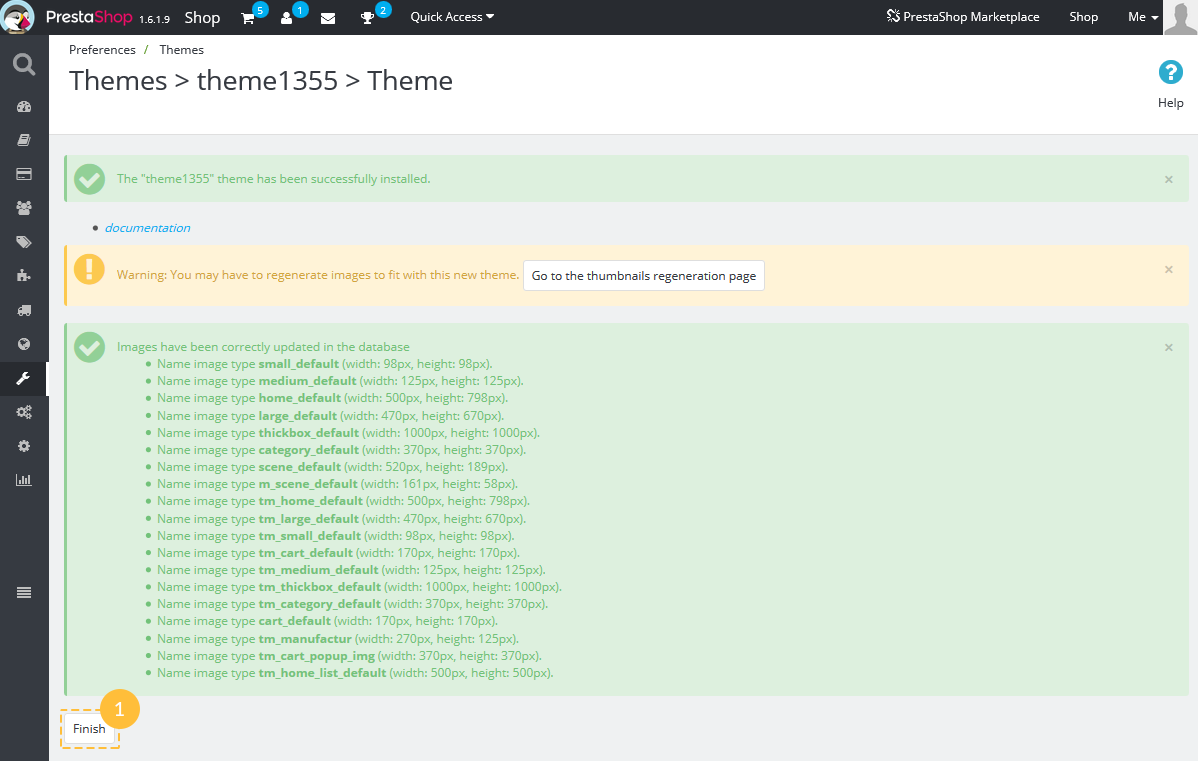 PrestaShop 1.6.1.9 Shop 5 1 2 Quick Access PrestaShop Marketplace Shop Me
Preferences / Themes
Themes > theme1355 > Theme
?
Help
The "theme1355" theme has been successfully installed. ×
• documentation
Warning: You may have to regenerate images to fit with this new theme. Go to the thumbnails regeneration page ×
Images have been correctly updated in the database ×
• Name image type small_default (width: 98px, height: 98px).
• Name image type medium_default (width: 125px, height: 125px).
• Name image type home_default (width: 500px, height: 798px).
• Name image type large_default (width: 470px, height: 670px).
• Name image type thickbox_default (width: 1000px, height: 1000px).
• Name image type category_default (width: 370px, height: 370px).
• Name image type scene_default (width: 520px, height: 189px).
• Name image type m_scene_default (width: 161px, height: 58px).
• Name image type tm_home_default (width: 500px, height: 798px).
• Name image type tm_large_default (width: 470px, height: 670px).
• Name image type tm_small_default (width: 98px, height: 98px).
• Name image type tm_cart_default (width: 170px, height: 170px).
• Name image type tm_medium_default (width: 125px, height: 125px).
• Name image type tm_thickbox_default (width: 1000px, height: 1000px).
• Name image type tm_category_default (width: 370px, height: 370px).
• Name image type cart_default (width: 170px, height: 170px).
• Name image type tm_manufactur (width: 270px, height: 125px).
• Name image type tm_cart_popup_img (width: 370px, height: 370px).
• Name image type tm_home_list_default (width: 500px, height: 500px).
1
Finish